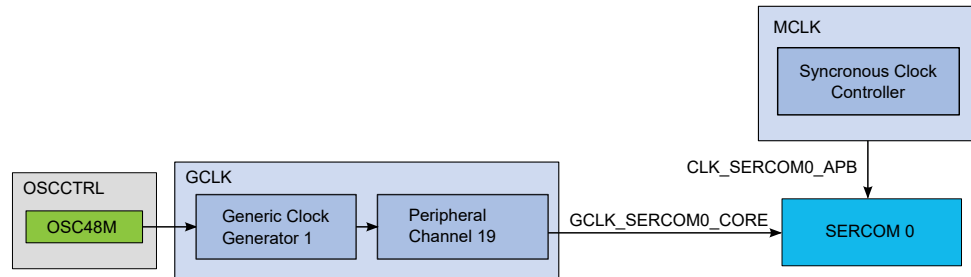 MCLK
Syncronous Clock
Controller
CLK_SERCOM0_APB
OSCCTRL
OSC48M
GCLK
Generic Clock
Generator 1
Peripheral
Channel 19
GCLK_SERCOM0_CORE
SERCOM 0